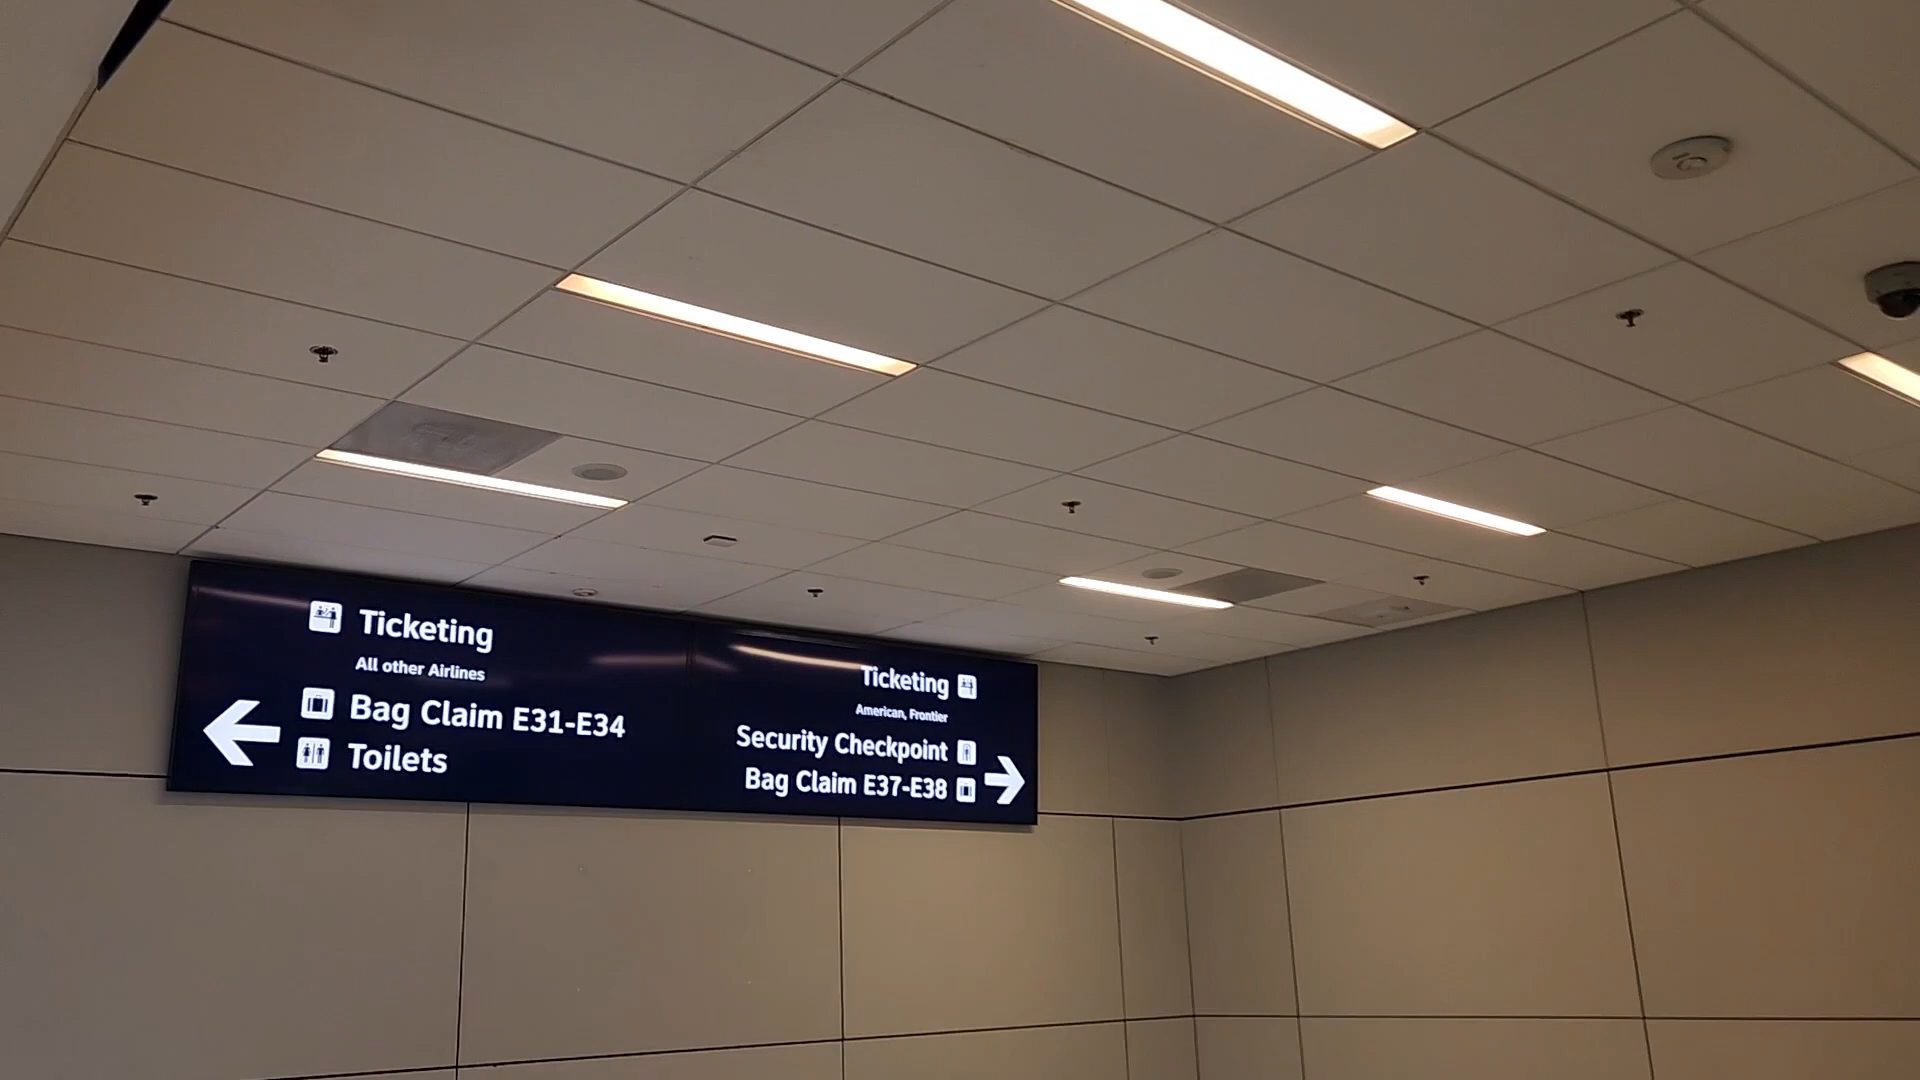 Ticketing
All other Airlines
Bag Claim E31-E34
Toilets
Ticketing
American, Frontier
Security Checkpoint
Bag Claim E37-E38